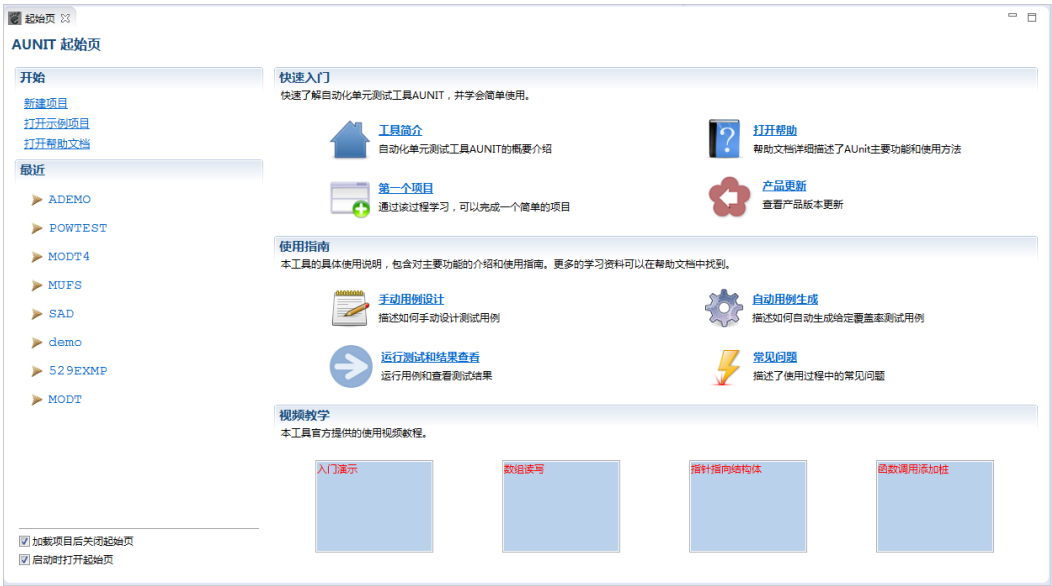 起始页
AUNIT 起始页
开始
新建项目
打开示例项目
打开帮助文档
最近
ADEMO
POWTEST
MODT4
MUFS
SAD
demo
529EXMP
MODT
加载项目后关闭起始页
启动时打开起始页
快速入门
快速了解自动化单元测试工具AUNIT，并学会简单使用。
工具简介
自动化单元测试工具AUNIT的概要介绍
打开帮助
帮助文档详细描述了AUnit主要功能和使用方法
第一个项目
通过该过程学习，可以完成一个简单的项目
产品更新
查看产品版本更新
使用指南
本工具的具体使用说明，包含对主要功能的介绍和使用指南。更多的学习资料可以在帮助文档中找到。
手动用例设计
描述如何手动设计测试用例
自动用例生成
描述如何自动生成给定覆盖率测试用例
运行测试和结果查看
运行用例和查看测试结果
常见问题
描述了使用过程中的常见问题
视频教学
本工具官方提供的使用视频教程。
入门演示
数组读写
指针指向结构体
函数调用添加桩